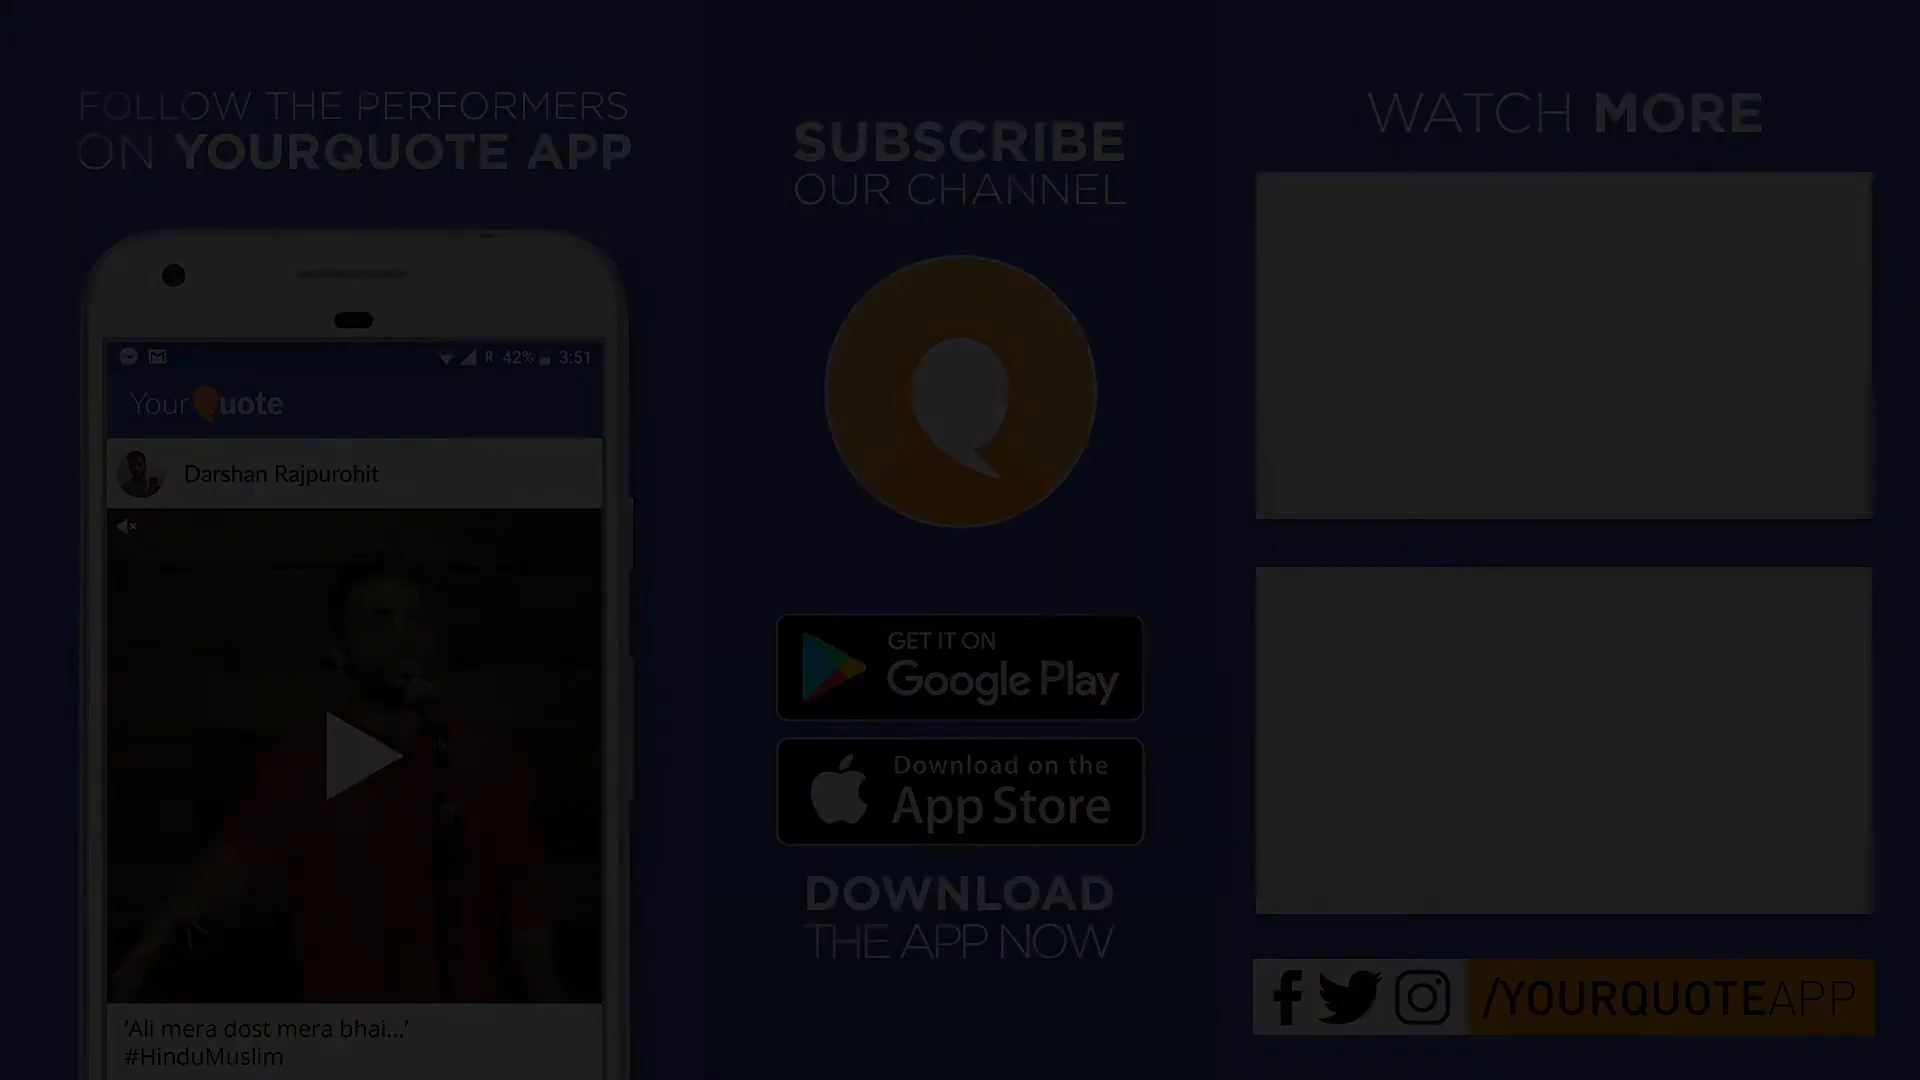 FOLLOW THE PERFORMERS
ON YOURQUOTE APP
R 42% 3:51
YourQuote
Darshan Rajpurohit
'Ali mera dost mera bhai...'
#HinduMuslim
SUBSCRIBE
OUR CHANNEL
GET IT ON
Google Play
Download on the
App Store
DOWNLOAD
THE APP NOW
WATCH MORE
/YOURQUOTEAPP